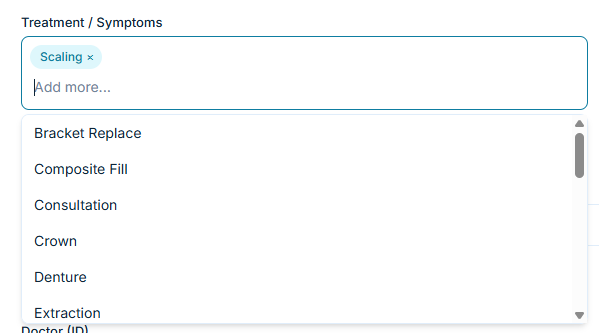 Treatment / Symptoms
Scaling ×
Add more...
Bracket Replace
Composite Fill
Consultation
Crown
Denture
Extraction
Doctor (ID)